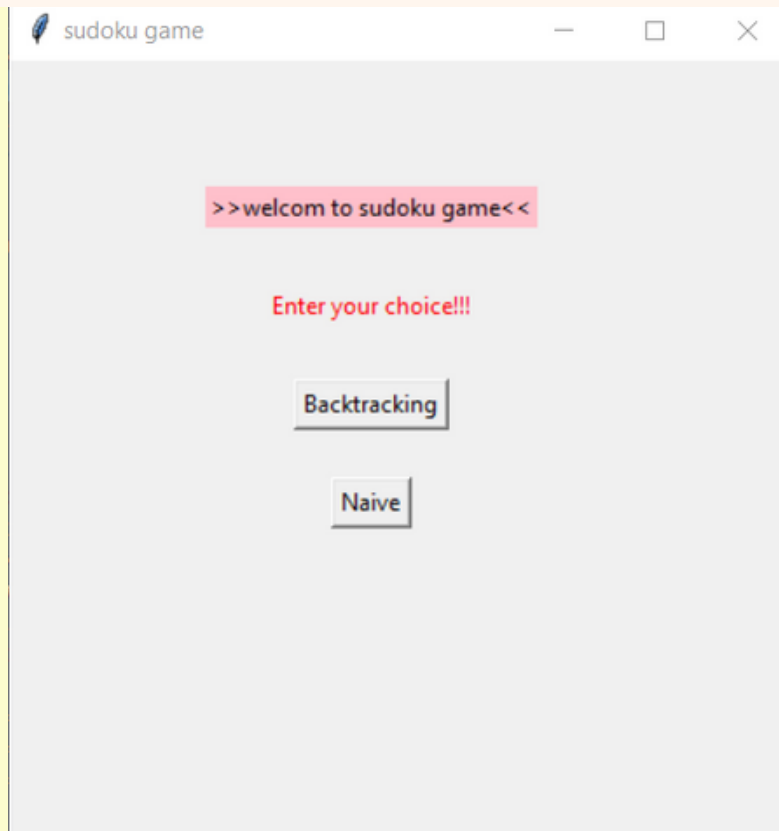 sudoku game
>>welcom to sudoku game<<
Enter your choice!!!
Backtracking
Naive